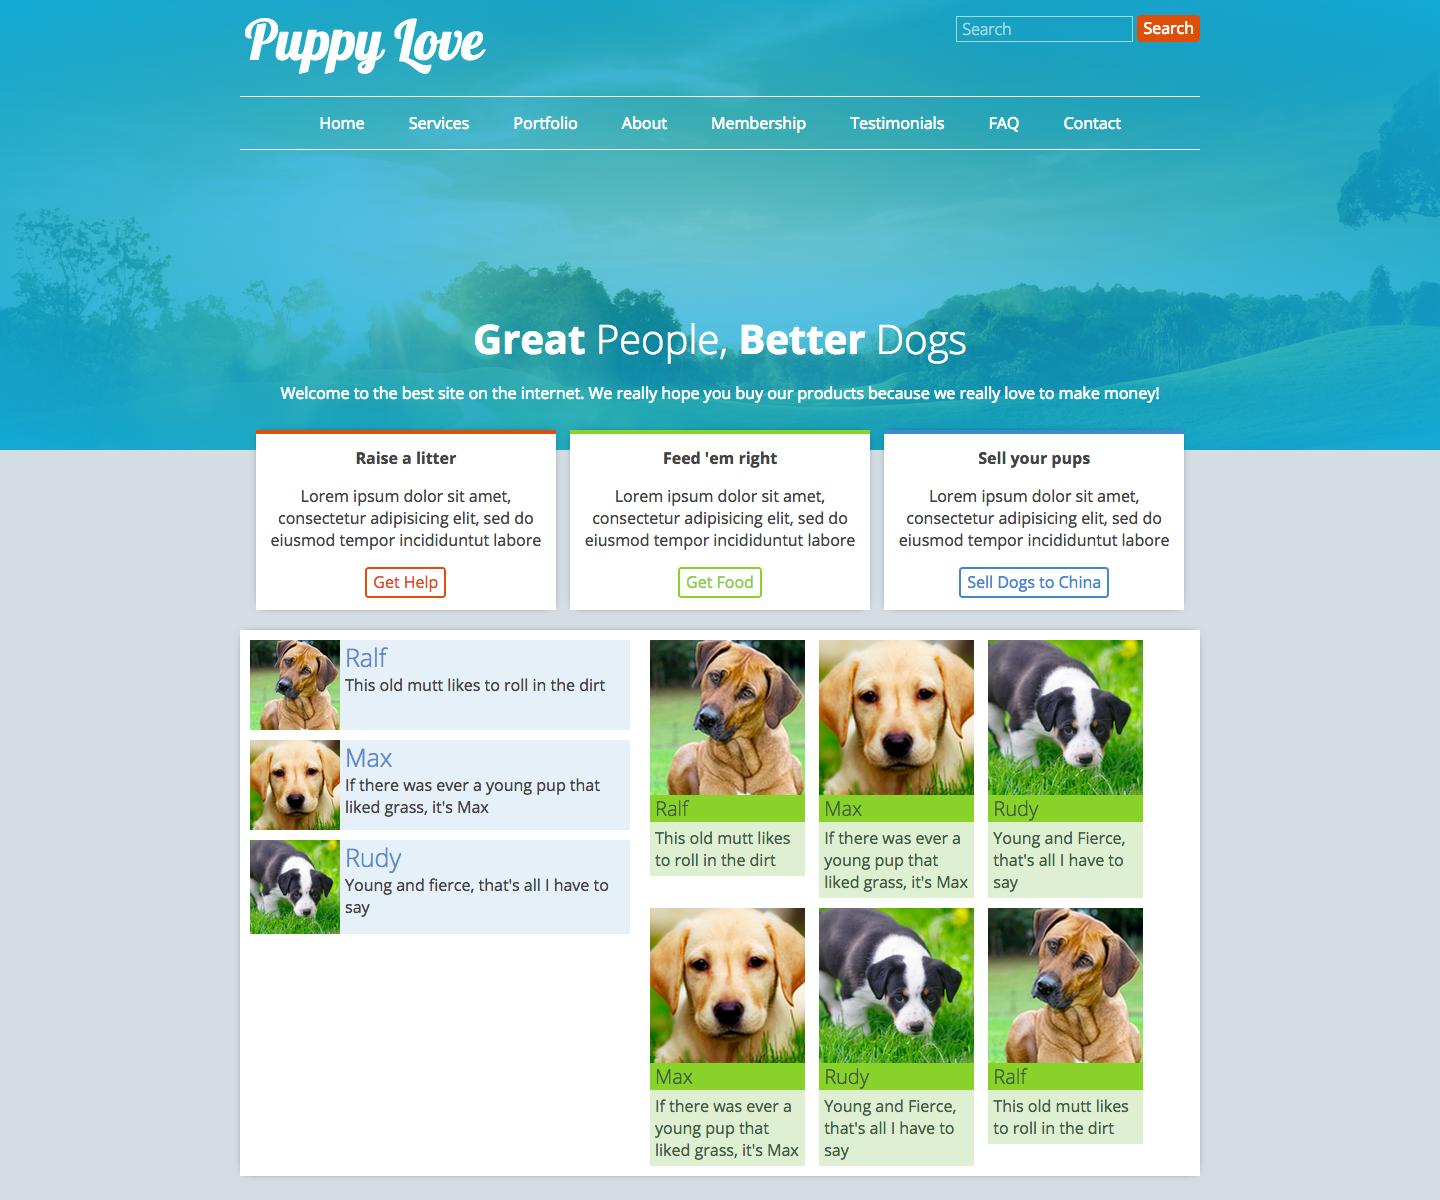 Puppy Love
Search Search
Home Services Portfolio About Membership Testimonials FAQ Contact
Great People, Better Dogs
Welcome to the best site on the internet. We really hope you buy our products because we really love to make money!
Raise a litter
Lorem ipsum dolor sit amet,
consectetur adipisicing elit, sed do
eiusmod tempor incididuntut labore
Get Help
Feed 'em right
Lorem ipsum dolor sit amet,
consectetur adipisicing elit, sed do
eiusmod tempor incididuntut labore
Get Food
Sell your pups
Lorem ipsum dolor sit amet,
consectetur adipisicing elit, sed do
eiusmod tempor incididuntut labore
Sell Dogs to China
Ralf
This old mutt likes to roll in the dirt
Max
If there was ever a young pup that
liked grass, it's Max
Rudy
Young and fierce, that's all I have to
say
Ralf
This old mutt likes
to roll in the dirt
Max
If there was ever a
young pup that
liked grass, it's Max
Rudy
Young and Fierce,
that's all I have to
say
Max
If there was ever a
young pup that
liked grass, it's Max
Rudy
Young and Fierce,
that's all I have to
say
Ralf
This old mutt likes
to roll in the dirt